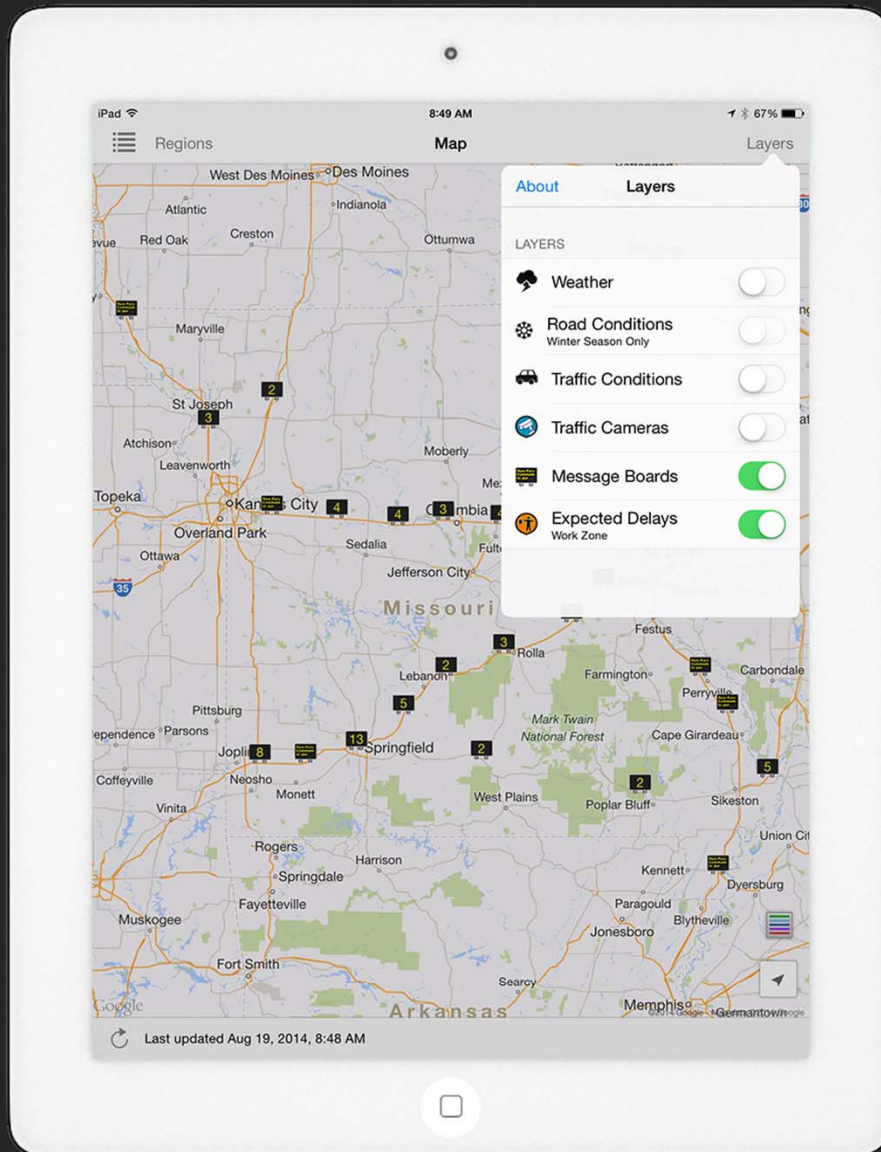 iPad
8:49 AM
67%
Regions
Map
Layers
About
Layers
LAYERS
Weather
Road Conditions
Winter Season Only
Traffic Conditions
Traffic Cameras
Message Boards
Expected Delays
Work Zone
West Des Moines
Des Moines
Atlantic
Indianola
Red Oak
Creston
Ottumwa
Maryville
2
St Joseph
3
Atchison
Moberly
Leavenworth
Topeka
City
4
4
3
Overland Park
Sedalia
Ottawa
Jefferson City
35
Missouri
Festus
3
Rolla
2
Lebanon
Farmington
Carbondale
Perryville
5
Pittsburg
Mark Twain
National Forest
Parsons
Cape Girardeau
8
13
Springfield
2
5
Coffeyville
Neosho
2
Monett
West Plains
Poplar Bluff
Sikeston
Vinita
Rogers
Harrison
Springdale
Kennett
Dyersburg
Fayetteville
Paragould
Muskogee
Blytheville
Jonesboro
Fort Smith
Searcy
Google
Arkansas
Memphis
Germantown
Last updated Aug 19, 2014, 8:48 AM